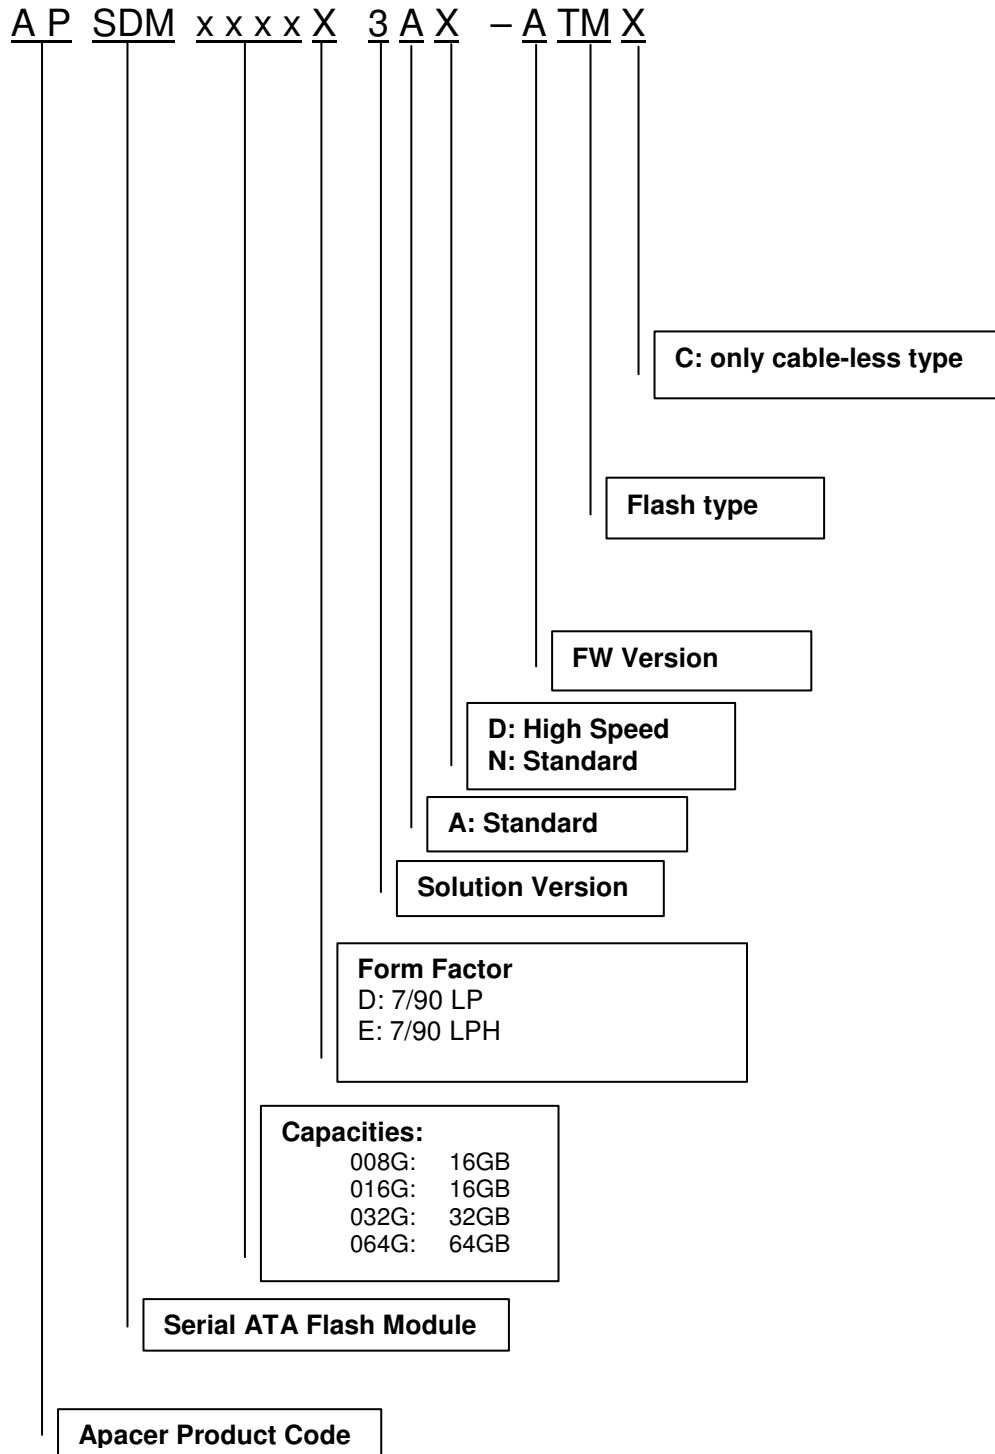 A P SDM x x x x X 3 A X – A TM X
C: only cable-less type
Flash type
FW Version
D: High Speed
N: Standard
A: Standard
Solution Version
Form Factor
D: 7/90 LP
E: 7/90 LPH
Capacities:
008G: 16GB
016G: 16GB
032G: 32GB
064G: 64GB
Serial ATA Flash Module
Apacer Product Code